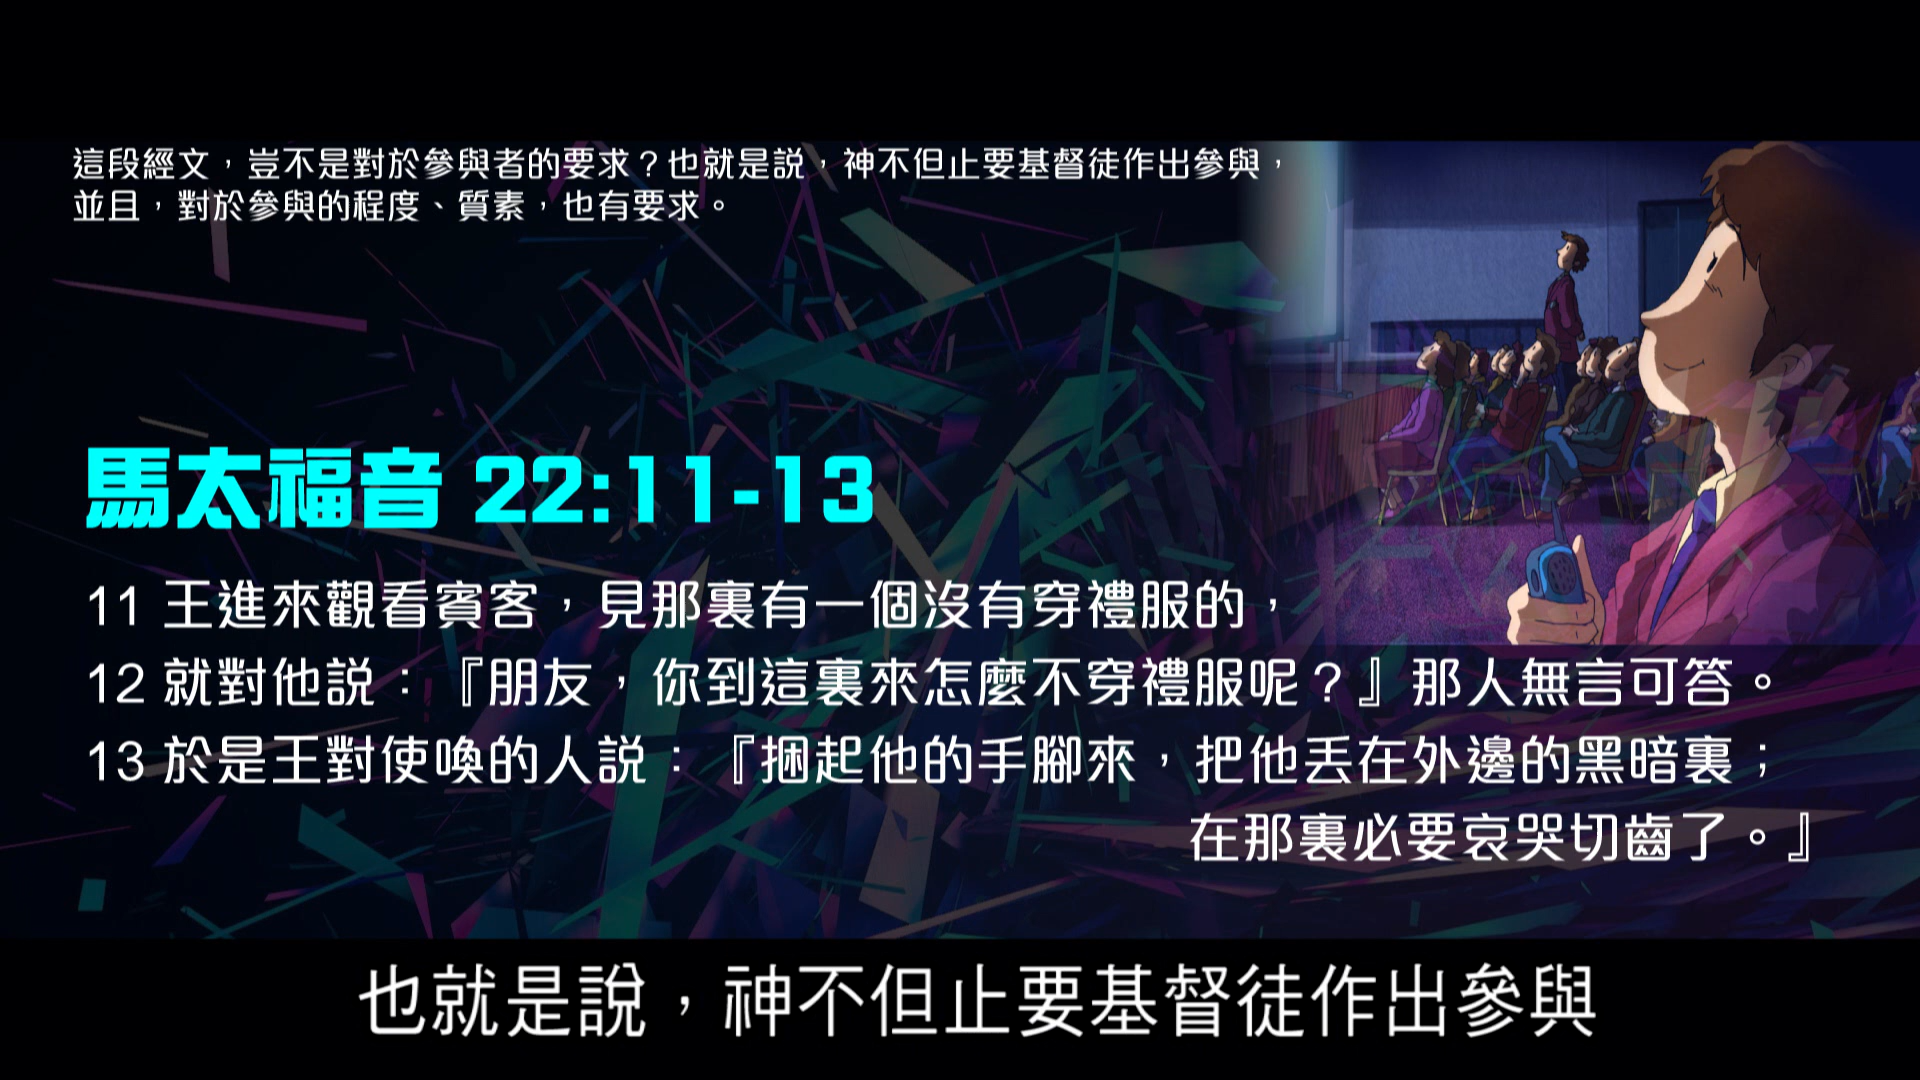 這段經文，豈不是對於參與者的要求？也就是説，神不但止要基督徒作出參與，
並且，對於參與的程度、質素，也有要求。
馬太福音 22:11-13
11 王進來觀看賓客，見那裏有一個沒有穿禮服的，
12 就對他説：『朋友，你到這裏來怎麼不穿禮服呢？』那人無言可答。
13 於是王對使喚的人説：『捆起他的手腳來，把他丟在外邊的黑暗裏；
在那裏必要哀哭切齒了。』
也就是說，神不但止要基督徒作出參與